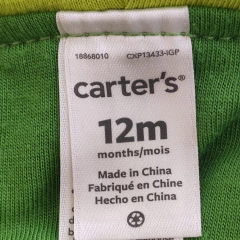 18868010 CXP13433-IGP
carter's®
12m
months/mois
Made in China
Fabriqué en Chine
Hecho en China